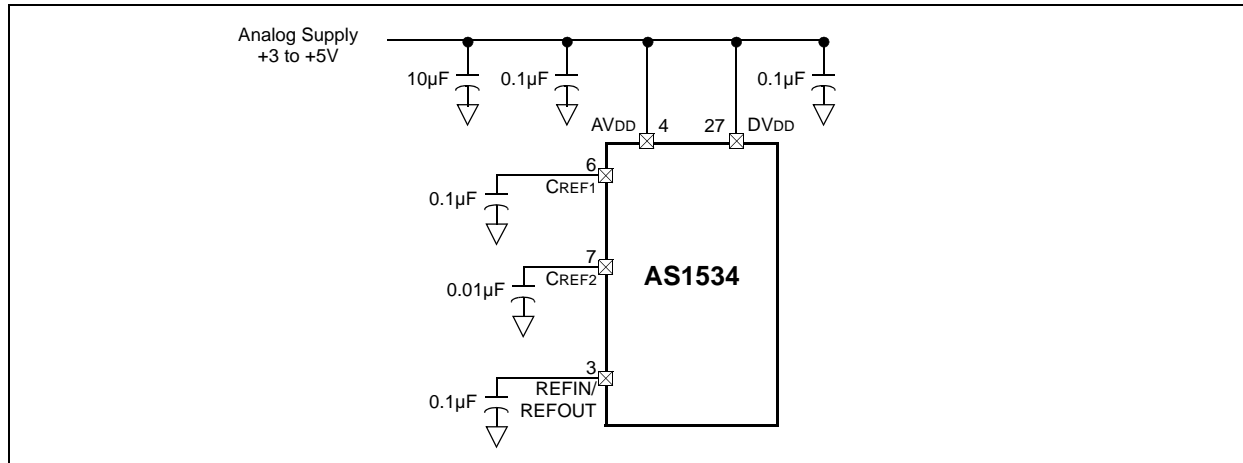 Analog Supply
+3 to +5V
10µF
0.1µF
0.1µF
AVDD
4
27
DVDD
6
CREF1
0.1µF
7
CREF2
0.01µF
AS1534
3
REFIN/
REFOUT
0.1µF